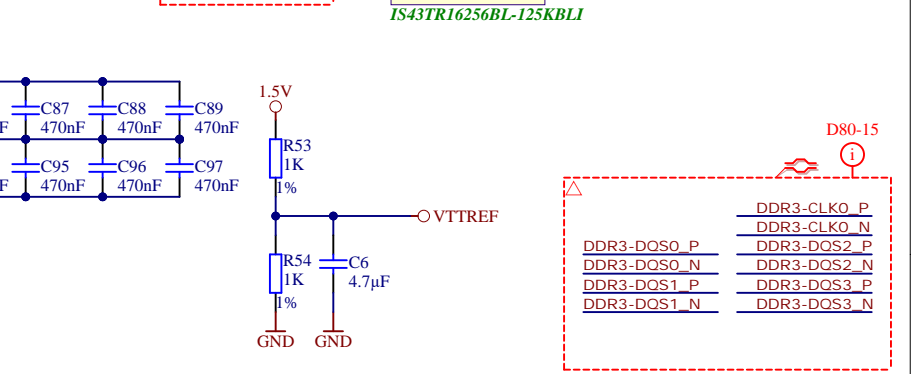 IS43TR16256BL-125KBLI
C87
470nF
C88
470nF
C89
470nF
F
C95
470nF
C96
470nF
C97
470nF
F
1.5V
R53
1K
1%
VTTREF
R54
1K
1%
C6
4.7µF
GND
GND
D80-15
i
DDR3-CLK0_P
DDR3-CLK0_N
DDR3-DQS0_P
DDR3-DQS2_P
DDR3-DQS0_N
DDR3-DQS2_N
DDR3-DQS1_P
DDR3-DQS3_P
DDR3-DQS1_N
DDR3-DQS3_N